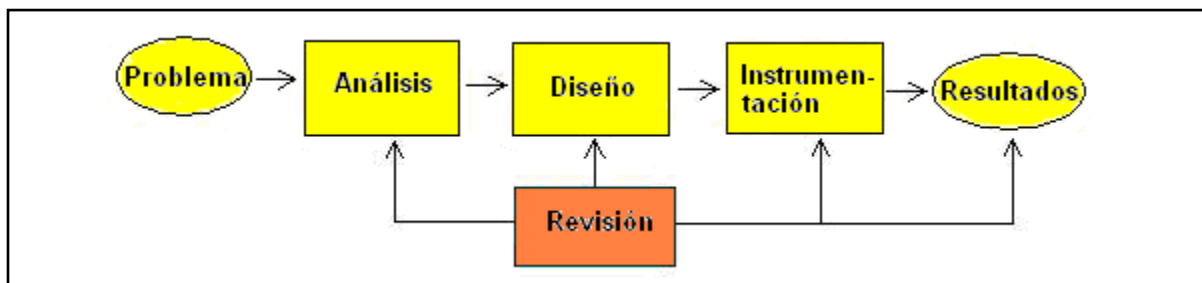 Problema
Análisis
Diseño
Instrumen-
tación
Resultados
Revisión